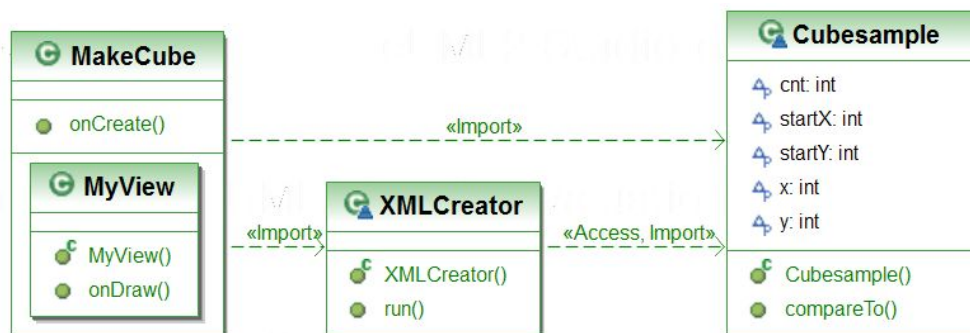 MakeCube
onCreate()
MyView
MyView()
onDraw()
«Import»
«Import»
XMLCreator
XMLCreator()
run()
«Access, Import»
Cubesample
cnt: int
startX: int
startY: int
x: int
y: int
Cubesample()
compareTo()